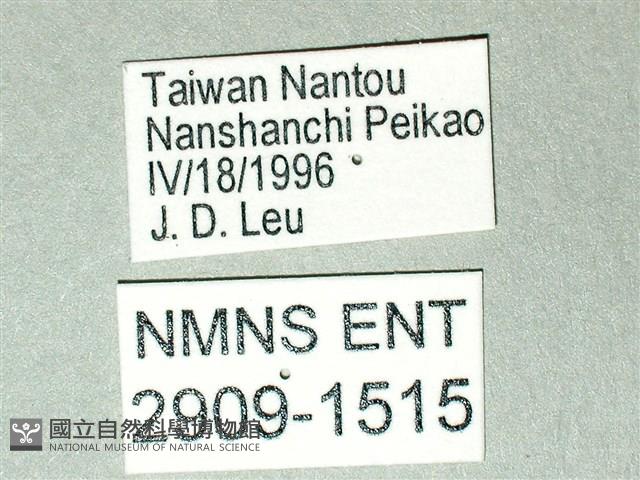 Taiwan Nantou
Nanshanchi Peikao
IV/18/1996
J. D. Leu
NMNS ENT
2909-1515
國立自然科學博物館
NATIONAL MUSEUM OF NATURAL SCIENCE